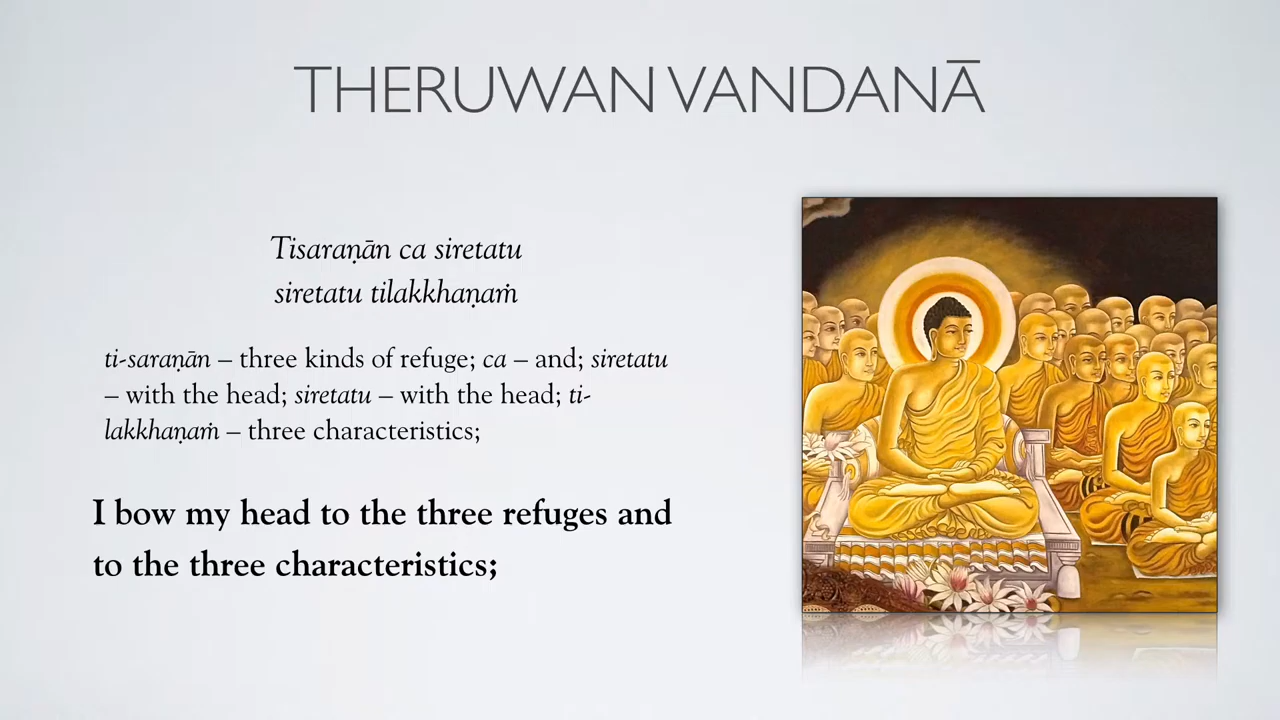 THERUWAN VANDANĀ
Tisaraṇān ca siretatu
siretatu tilakkhaṇaṁ
ti-saraṇān – three kinds of refuge; ca – and; siretatu
– with the head; siretatu – with the head; ti-
lakkhaṇaṁ – three characteristics;
I bow my head to the three refuges and
to the three characteristics;